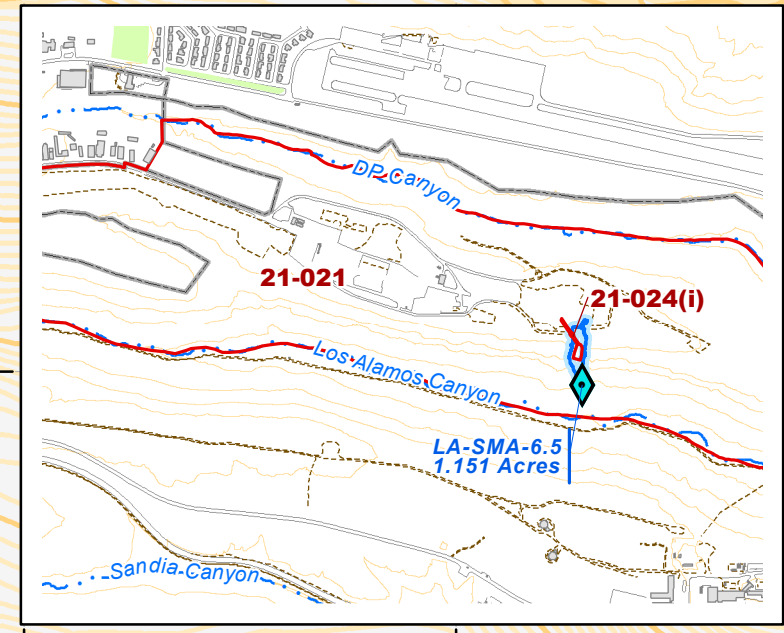 DP Canyon
21-021
21-024(i)
Los Alamos Canyon
LA-SMA-6.5
1.151 Acres
Sandia Canyon